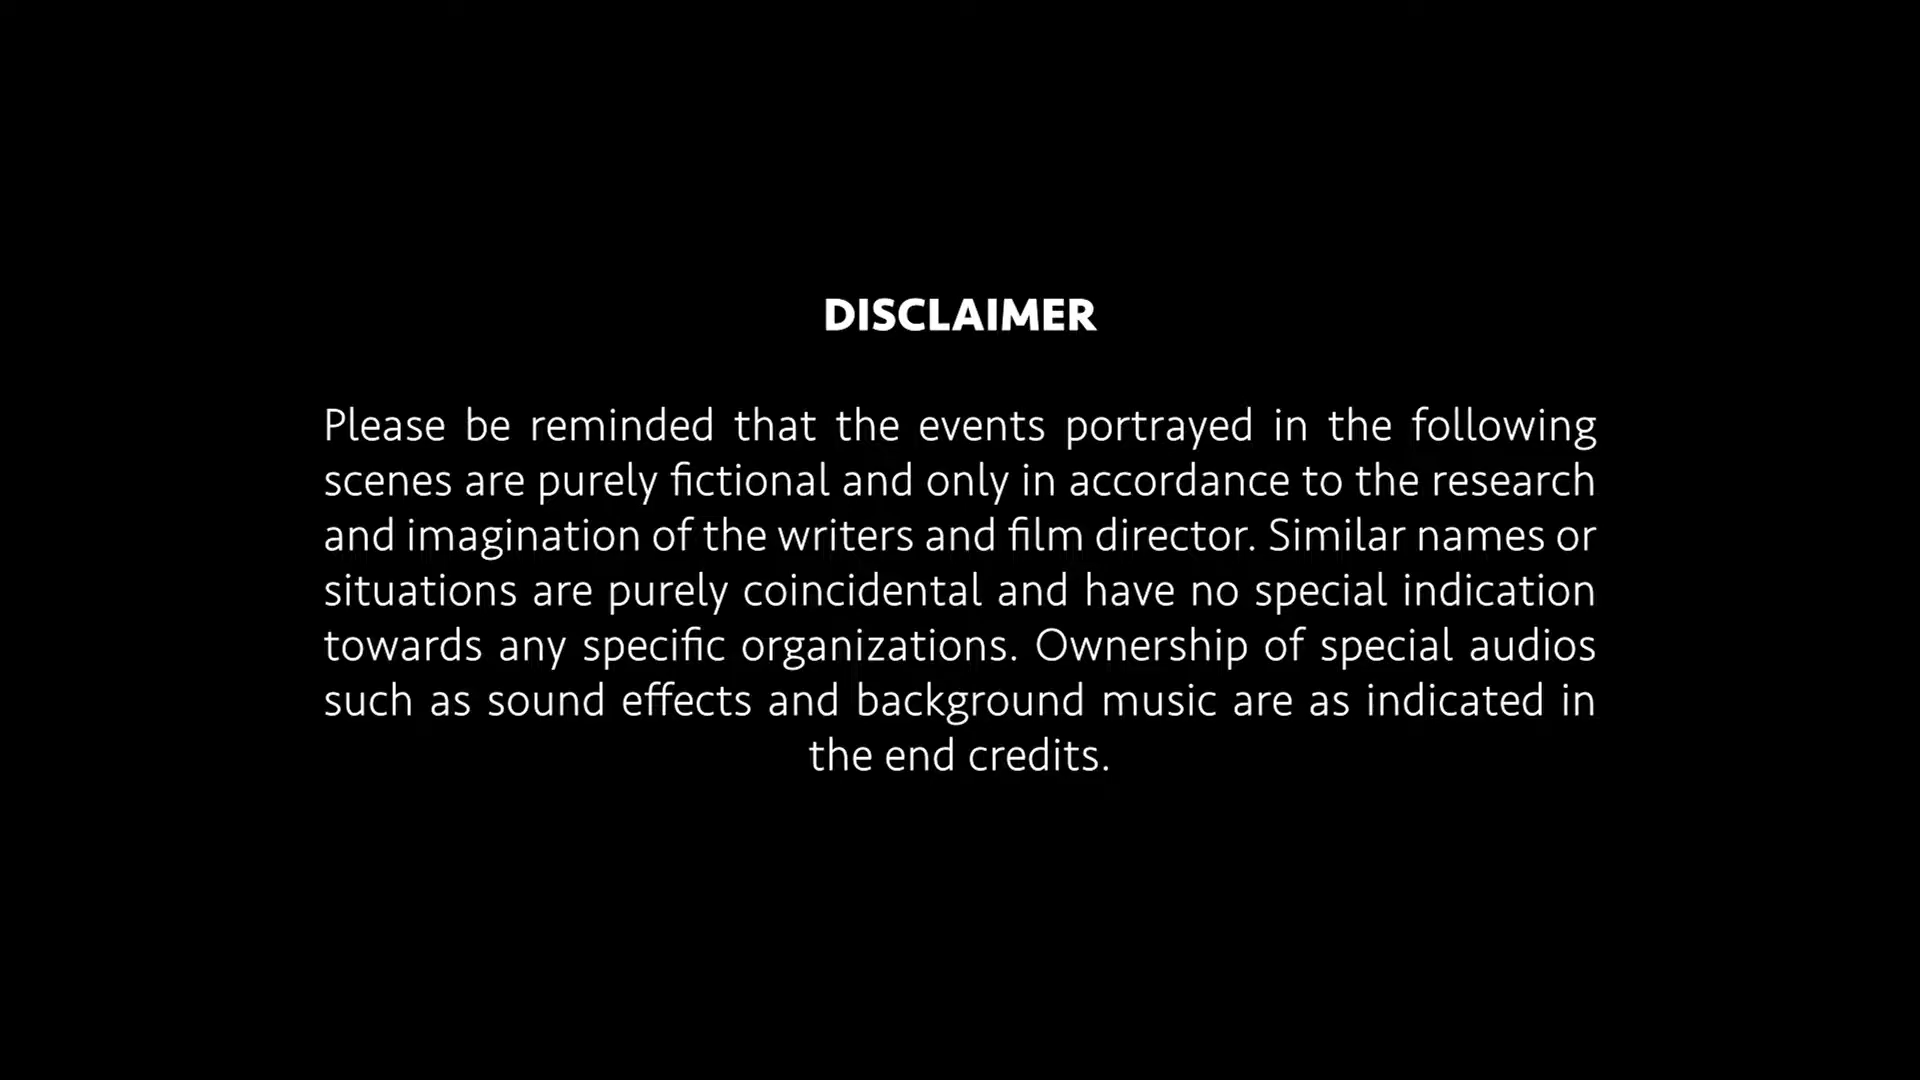 DISCLAIMER
Please be reminded that the events portrayed in the following
scenes are purely fictional and only in accordance to the research
and imagination of the writers and film director. Similar names or
situations are purely coincidental and have no special indication
towards any specific organizations. Ownership of special audios
such as sound effects and background music are as indicated in
the end credits.